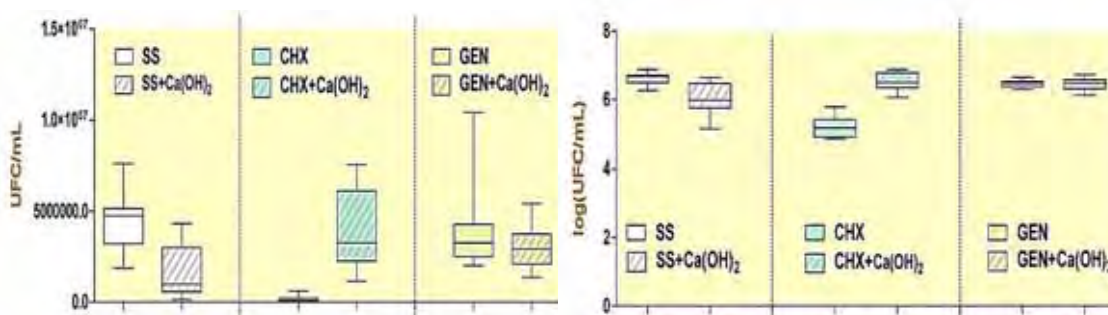 UFC/mL
1.5×10⁰⁷
1.0×10⁰⁷
5000000.0
0.0
SS
SS+Ca(OH)₂
CHX
CHX+Ca(OH)₂
GEN
GEN+Ca(OH)₂
log(UFC/mL)
8
6
4
2
0
SS
SS+Ca(OH)₂
CHX
CHX+Ca(OH)₂
GEN
GEN+Ca(OH)₂